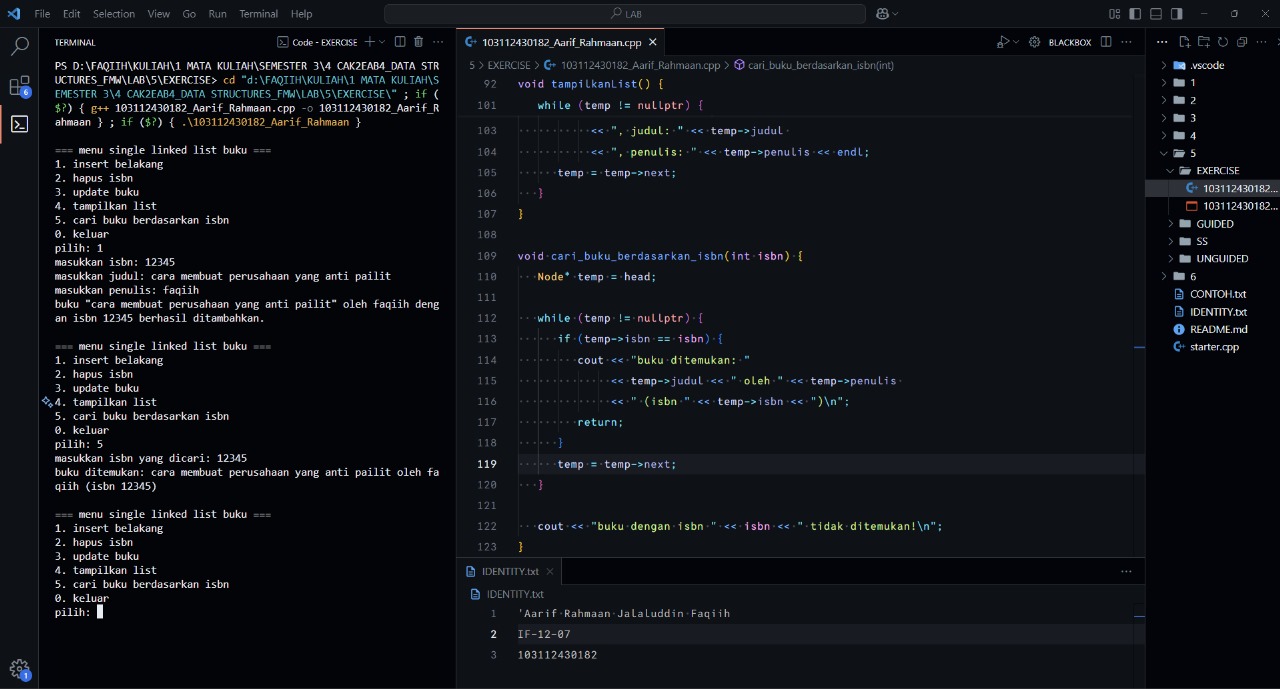 File Edit Selection View Go Run Terminal Help
LAB
TERMINAL
Code - EXERCISE
PS D:\FAQIIH\KULIAH\1 MATA KULIAH\SEMESTER 3\4 CAK2EAB4_DATA STR
UCTURES_FMW\LAB\5\EXERCISE> cd "d:\FAQIIH\KULIAH\1 MATA KULIAH\S
EMESTER 3\4 CAK2EAB4_DATA STRUCTURES_FMW\LAB\5\EXERCISE\" ; if (
$?) { g++ 103112430182_Aarif_Rahmaan.cpp -o 103112430182_Aarif_R
ahmaan } ; if ($?) { .\103112430182_Aarif_Rahmaan }
=== menu single linked list buku ===
1. insert belakang
2. hapus isbn
3. update buku
4. tampilkan list
5. cari buku berdasarkan isbn
0. keluar
pilih: 1
masukkan isbn: 12345
masukkan judul: cara membuat perusahaan yang anti pailit
masukkan penulis: faqiih
buku "cara membuat perusahaan yang anti pailit" oleh faqiih deng
an isbn 12345 berhasil ditambahkan.
=== menu single linked list buku ===
1. insert belakang
2. hapus isbn
3. update buku
4. tampilkan list
5. cari buku berdasarkan isbn
0. keluar
pilih: 5
masukkan isbn yang dicari: 12345
buku ditemukan: cara membuat perusahaan yang anti pailit oleh fa
qiih (isbn 12345)
=== menu single linked list buku ===
1. insert belakang
2. hapus isbn
3. update buku
4. tampilkan list
5. cari buku berdasarkan isbn
0. keluar
pilih:
6
1
103112430182_Aarif_Rahmaan.cpp
BLACKBOX
5 > EXERCISE > 103112430182_Aarif_Rahmaan.cpp > cari_buku_berdasarkan_isbn(int)
92 void tampilkanList() {
101 while (temp != nullptr) {
103 << ", judul: " << temp->judul
104 << ", penulis: " << temp->penulis << endl;
105 temp = temp->next;
106 }
107 }
108
109 void cari_buku_berdasarkan_isbn(int isbn) {
110 Node* temp = head;
111
112 while (temp != nullptr) {
113 if (temp->isbn == isbn) {
114 cout << "buku ditemukan: "
115 << temp->judul << " oleh " << temp->penulis
116 << " (isbn " << temp->isbn << ")\n";
117 return;
118 }
119 temp = temp->next;
120 }
121
122 cout << "buku dengan isbn " << isbn << " tidak ditemukan!\n";
123 }
IDENTITY.txt
IDENTITY.txt
1 'Aarif Rahmaan Jalaluddin Faqiih
2 IF-12-07
3 103112430182
.vscode
1
2
3
4
5
EXERCISE
103112430182...
103112430182...
GUIDED
SS
UNGUIDED
6
CONTOH.txt
IDENTITY.txt
README.md
starter.cpp